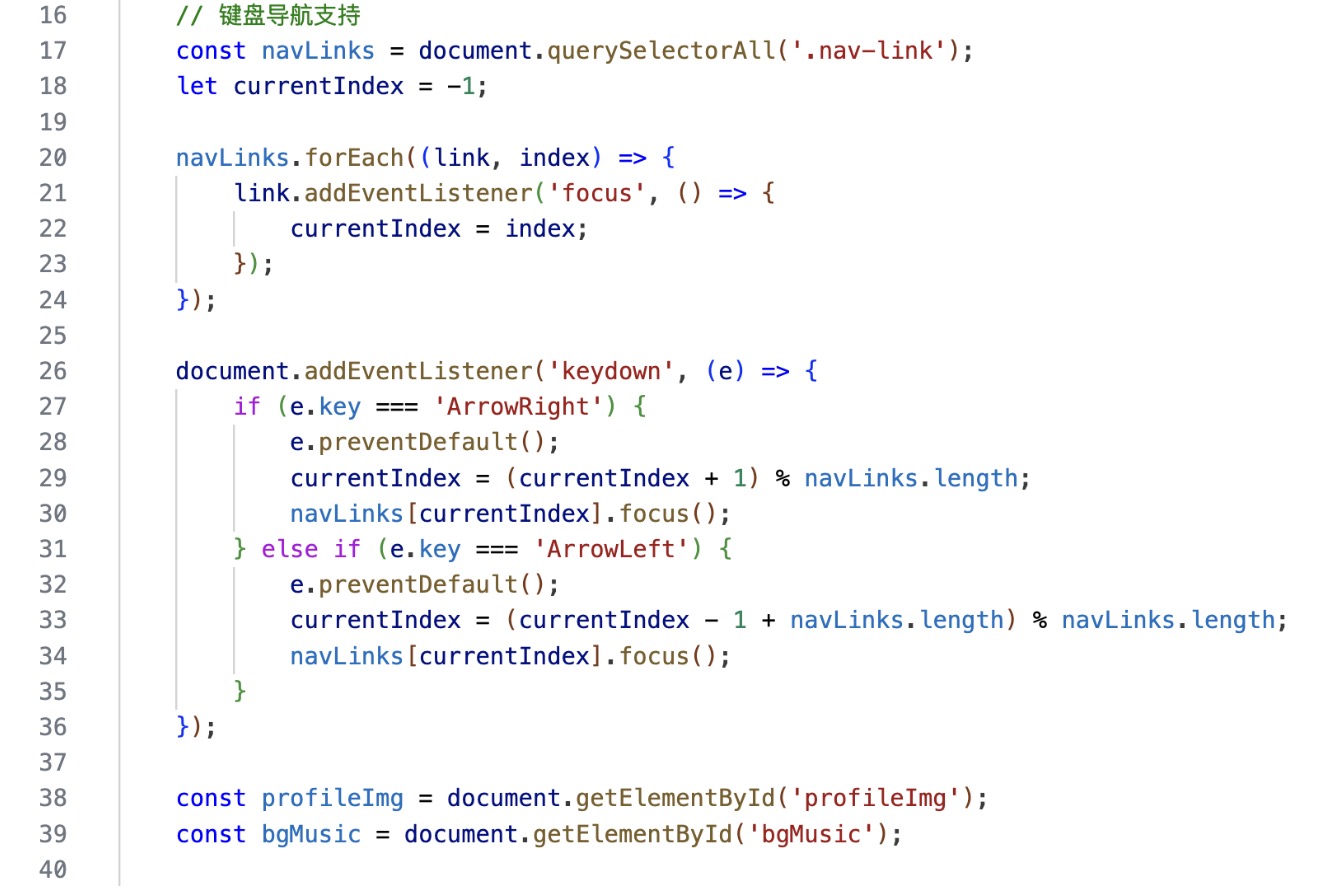 16 // 键盘导航支持
17 const navLinks = document.querySelectorAll('.nav-link');
18 let currentIndex = -1;
19
20 navLinks.forEach((link, index) => {
21     link.addEventListener('focus', () => {
22         currentIndex = index;
23     });
24 });
25
26 document.addEventListener('keydown', (e) => {
27     if (e.key === 'ArrowRight') {
28         e.preventDefault();
29         currentIndex = (currentIndex + 1) % navLinks.length;
30         navLinks[currentIndex].focus();
31     } else if (e.key === 'ArrowLeft') {
32         e.preventDefault();
33         currentIndex = (currentIndex - 1 + navLinks.length) % navLinks.length;
34         navLinks[currentIndex].focus();
35     }
36 });
37
38 const profileImg = document.getElementById('profileImg');
39 const bgMusic = document.getElementById('bgMusic');
40